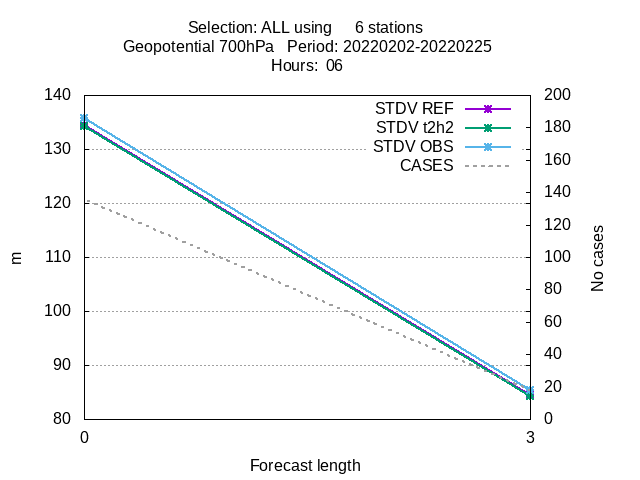 Selection: ALL using 6 stations
Geopotential 700hPa Period: 20220202-20220225
Hours: 06
140
130
120
110
100
90
80
m
200
180
160
140
120
100
80
60
40
20
0
No cases
STDV REF
STDV t2h2
STDV OBS
CASES
0
3
Forecast length